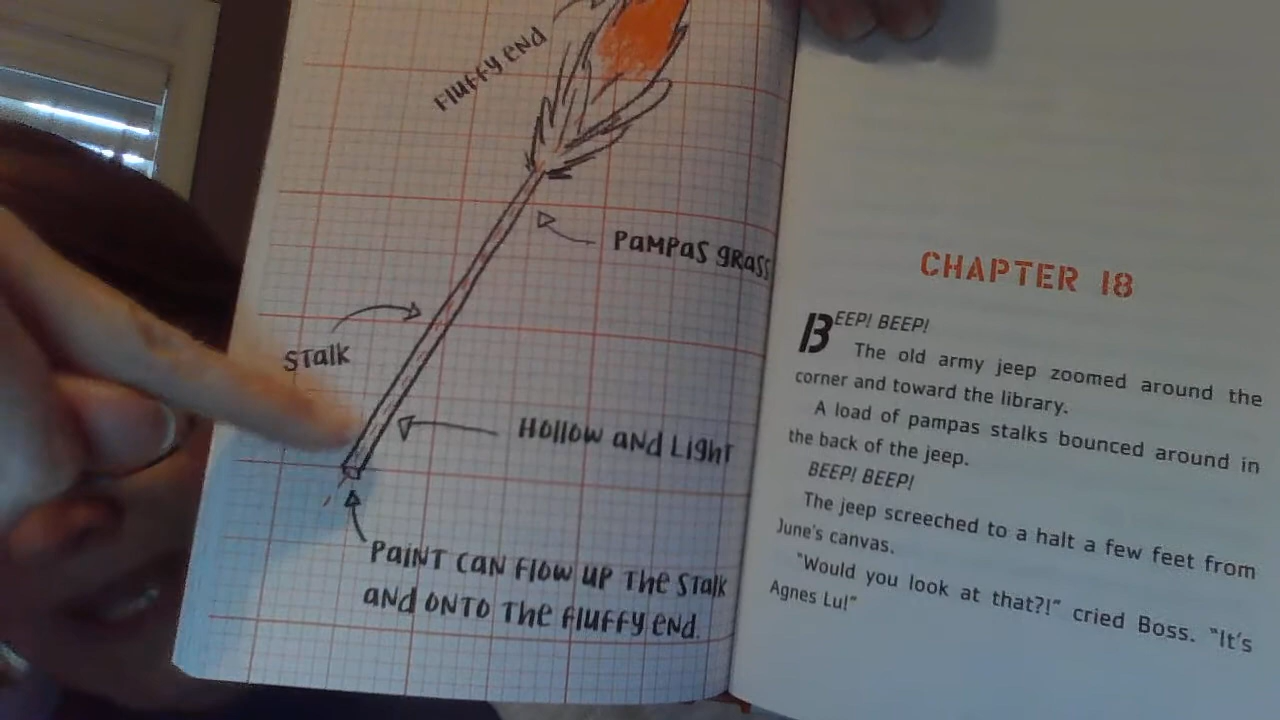 FLUFFY END
PAMPAS GRASS
STALK
HOLLOW AND LIGHT
PAINT CAN FLOW UP THE STALK
AND ONTO THE FLUFFY END.
CHAPTER 18
BEEP! BEEP!
The old army jeep zoomed around the
corner and toward the library.
A load of pampas stalks bounced around in
the back of the jeep.
BEEP! BEEP!
The jeep screeched to a halt a few feet from
June's canvas.
"Would you look at that?!" cried Boss. "It's
Agnes Lu!"